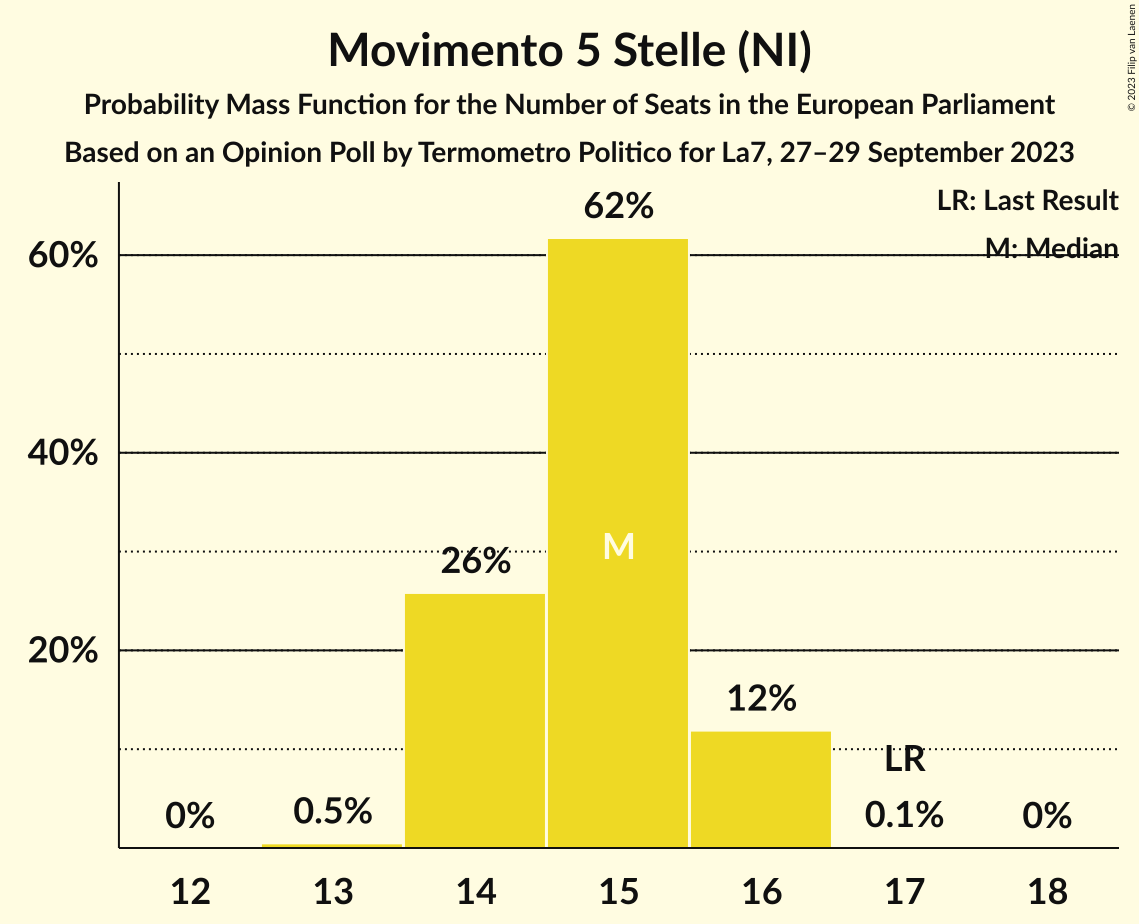 Movimento 5 Stelle (NI)
Probability Mass Function for the Number of Seats in the European Parliament
Based on an Opinion Poll by Termometro Politico for La7, 27–29 September 2023
© 2023 Filip van Laenen
LR: Last Result
M: Median
60%
40%
20%
0%
0.5%
26%
62%
M
12%
LR
0.1%
0%
12 13 14 15 16 17 18